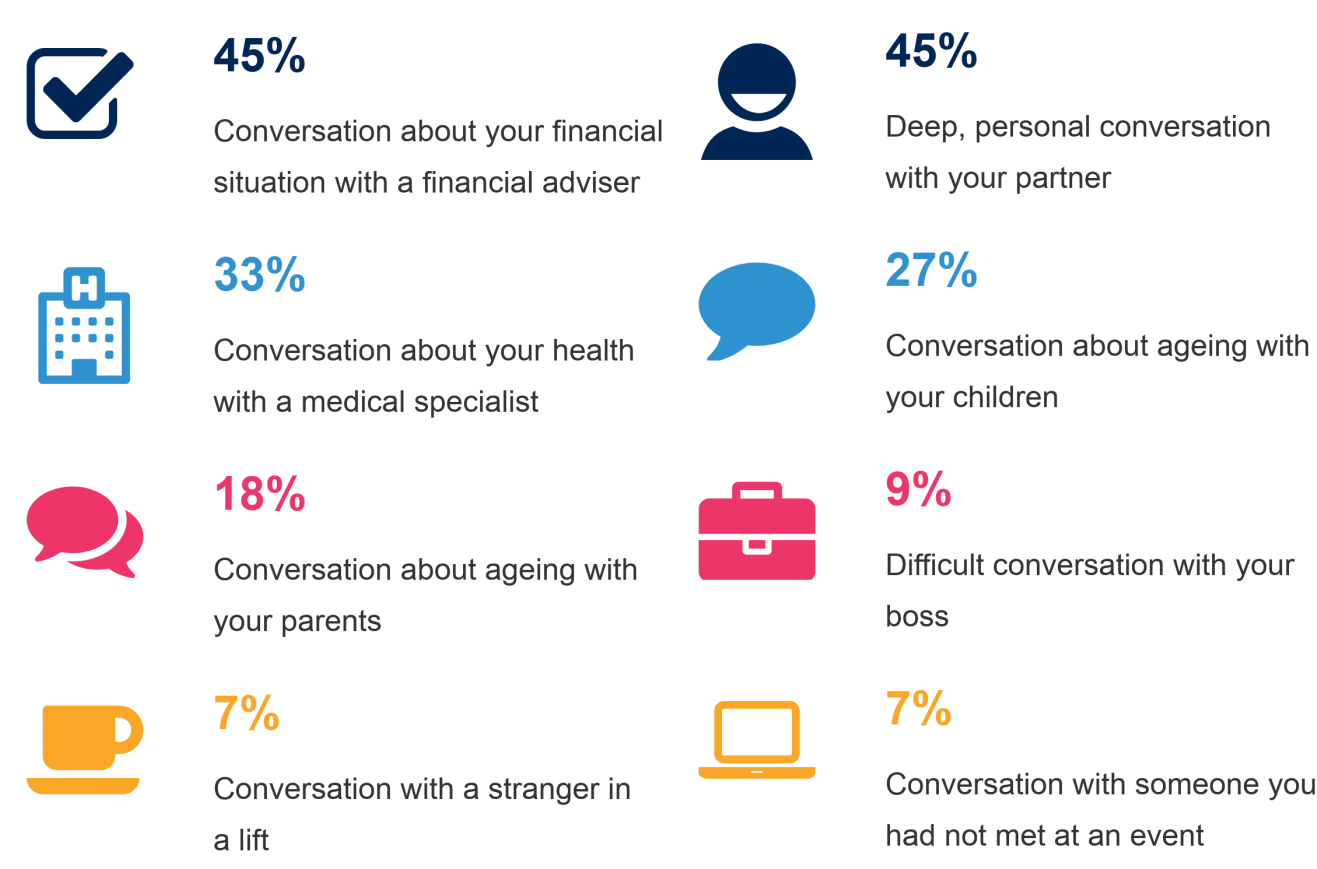 45%
Conversation about your financial
situation with a financial adviser
45%
Deep, personal conversation
with your partner
H
33%
Conversation about your health
with a medical specialist
27%
Conversation about ageing with
your children
18%
Conversation about ageing with
your parents
9%
Difficult conversation with your
boss
7%
Conversation with a stranger in
a lift
7%
Conversation with someone you
had not met at an event